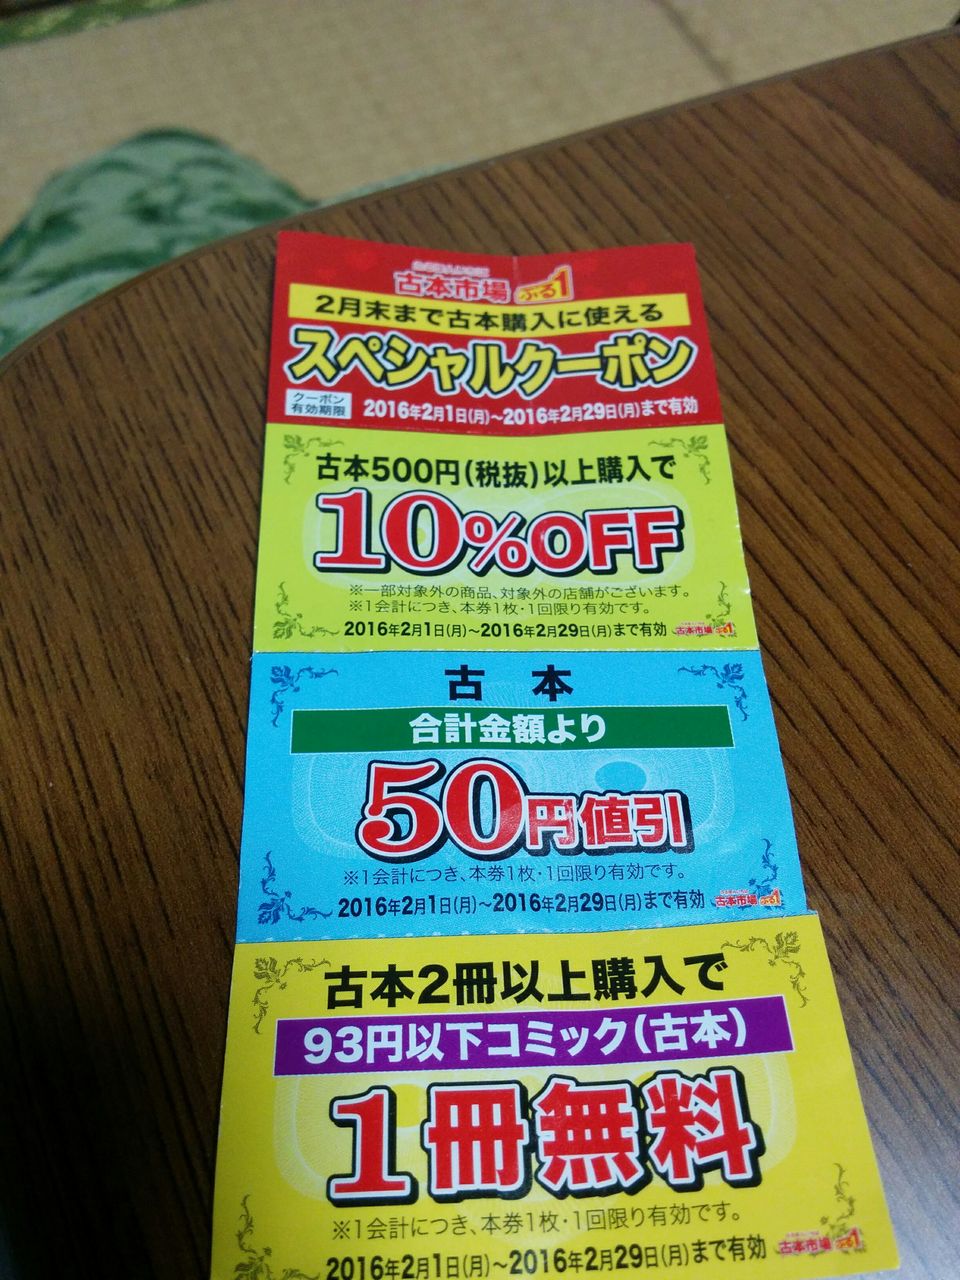 古本市場 ふる1
2月末まで古本購入に使える
スペシャルクーポン
クーポン
有効期限
2016年2月1日(月)～2016年2月29日(月)まで有効
古本500円(税抜)以上購入で
10%OFF
※一部対象外の商品、対象外の店舗がございます。
※1会計につき、本券1枚・1回限り有効です。
2016年2月1日(月)～2016年2月29日(月)まで有効 古本市場 ふる1
古本
合計金額より
50円値引
※1会計につき、本券1枚・1回限り有効です。
2016年2月1日(月)～2016年2月29日(月)まで有効 古本市場 ふる1
古本2冊以上購入で
93円以下コミック(古本)
1冊無料
※1会計につき、本券1枚・1回限り有効です。
2016年2月1日(月)～2016年2月29日(月)まで有効 古本市場 ふる1